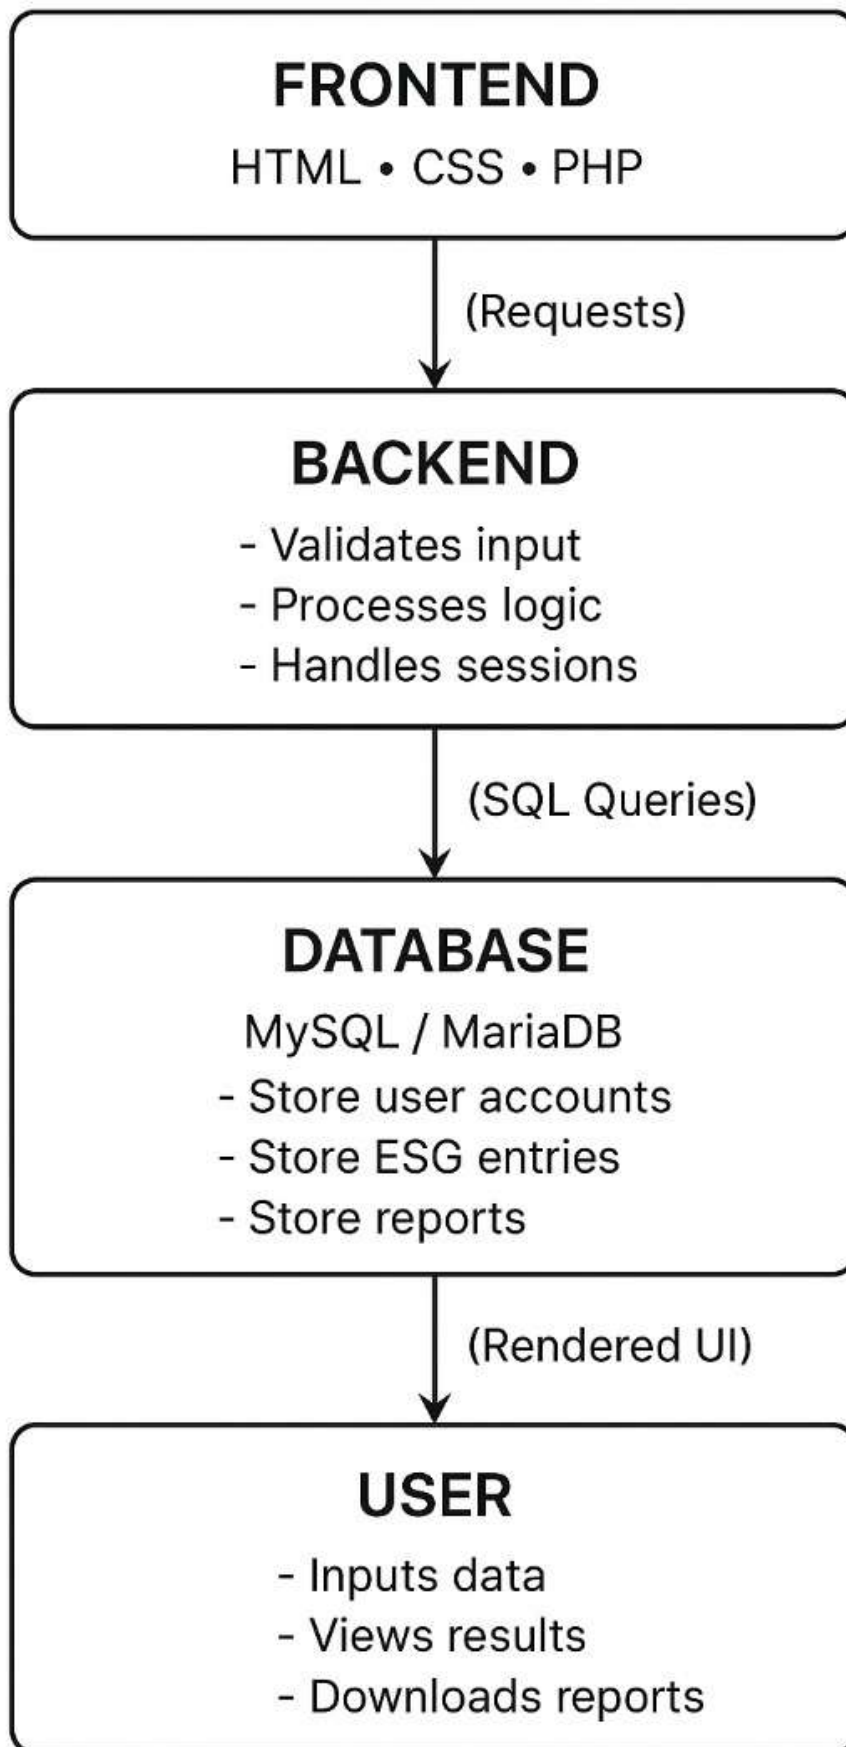 FRONTEND
HTML • CSS • PHP
(Requests)
BACKEND
- Validates input
- Processes logic
- Handles sessions
(SQL Queries)
DATABASE
MySQL / MariaDB
- Store user accounts
- Store ESG entries
- Store reports
(Rendered UI)
USER
- Inputs data
- Views results
- Downloads reports